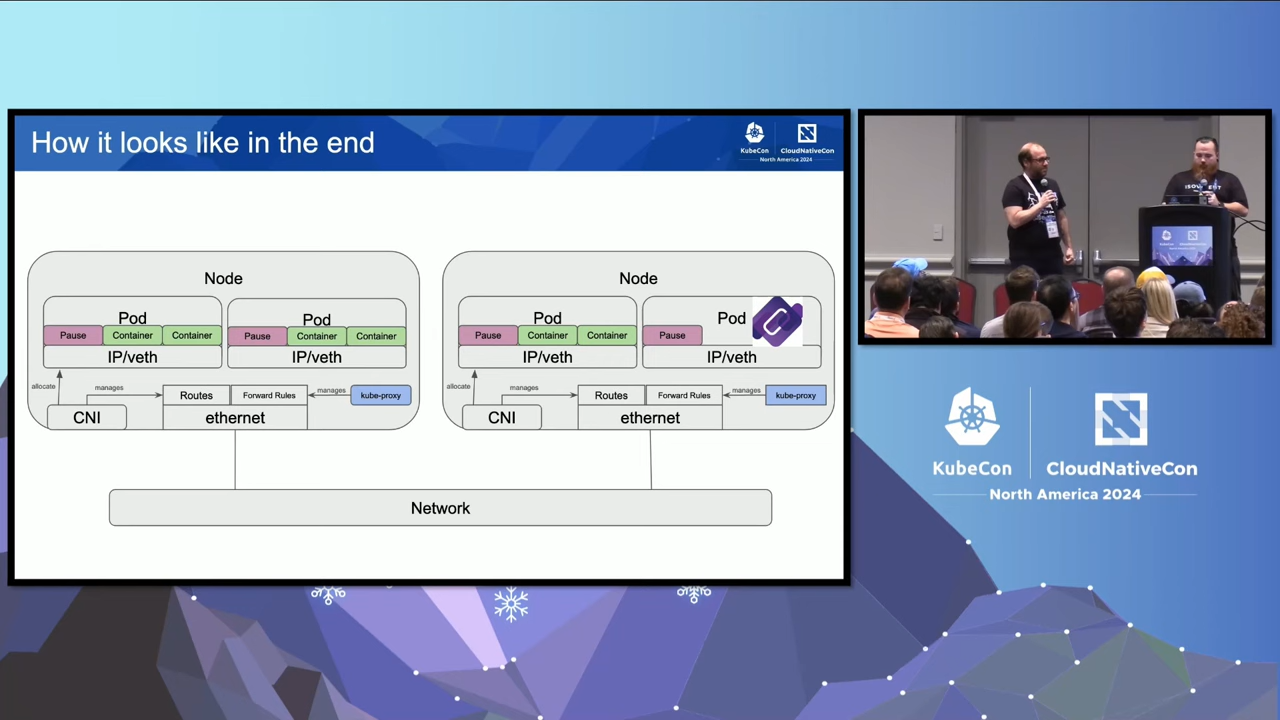 How it looks like in the end
KubeCon
CloudNativeCon
North America 2024
Node
Pod
Pause
Container
Container
IP/veth
Pod
Pause
Container
Container
IP/veth
allocate
manages
Routes
Forward Rules
manages
kube-proxy
CNI
ethernet
Node
Pod
Pause
Container
Container
IP/veth
Pod
Pause
IP/veth
allocate
manages
Routes
Forward Rules
manages
kube-proxy
CNI
ethernet
Network
KubeCon
CloudNativeCon
North America 2024